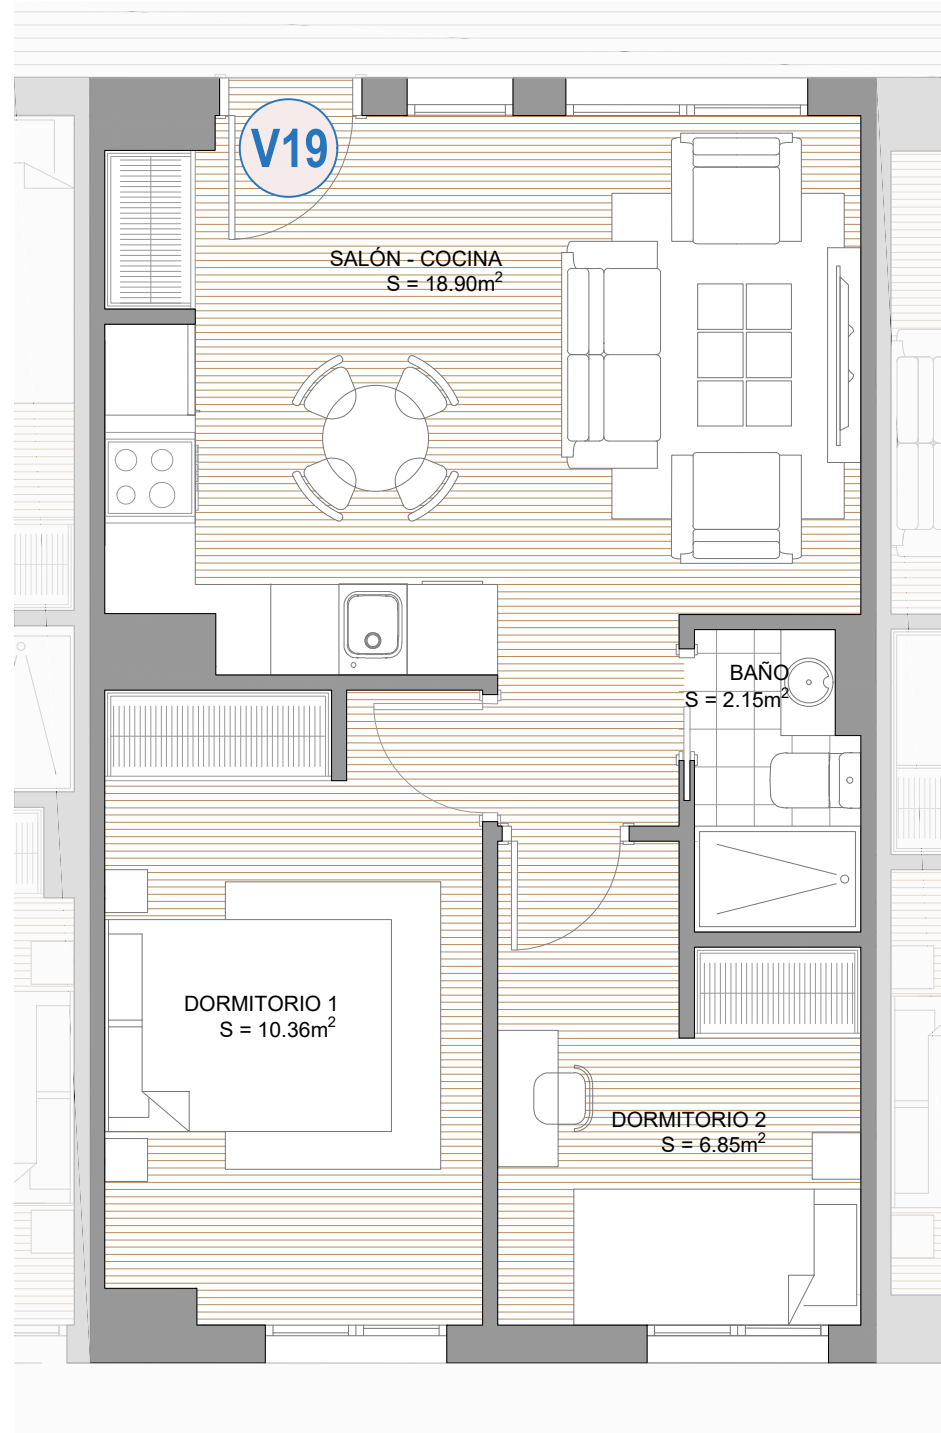 V19
SALÓN - COCINA
S = 18.90m²
BAÑO
S = 2.15m²
DORMITORIO 1
S = 10.36m²
DORMITORIO 2
S = 6.85m²